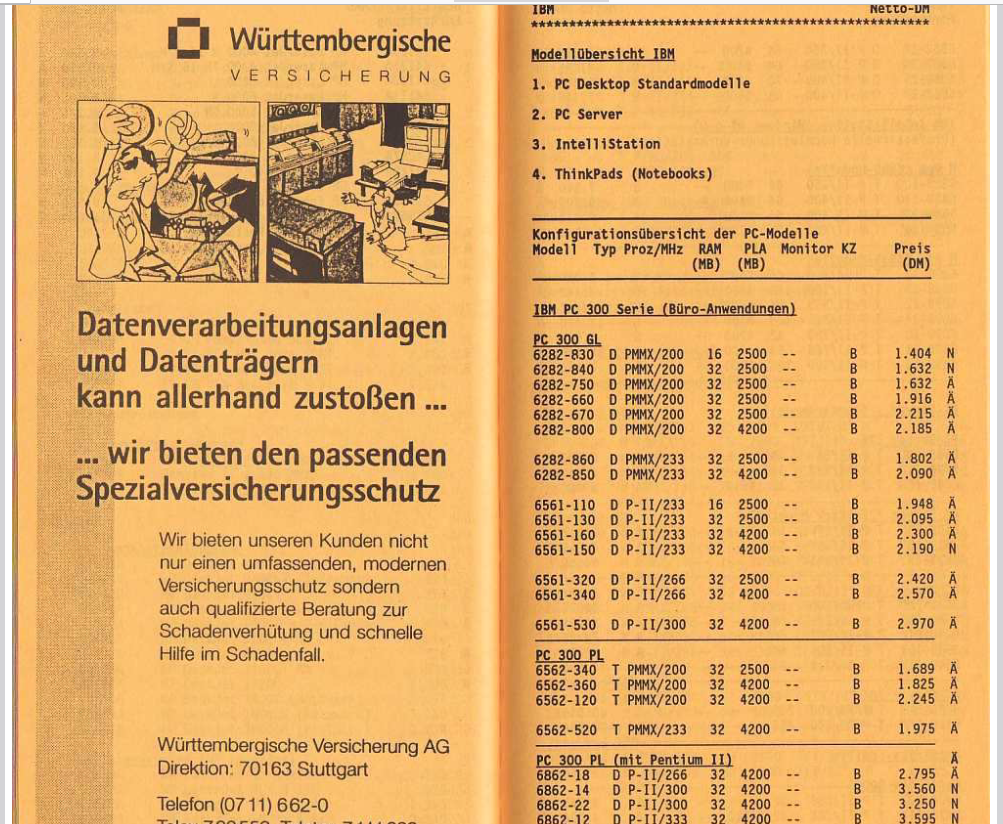 Württembergische
VERSICHERUNG
Datenverarbeitungsanlagen
und Datenträgern
kann allerhand zustoßen ...
... wir bieten den passenden
Spezialversicherungsschutz
Wir bieten unseren Kunden nicht
nur einen umfassenden, modernen
Versicherungsschutz sondern
auch qualifizierte Beratung zur
Schadenverhütung und schnelle
Hilfe im Schadenfall.
Württembergische Versicherung AG
Direktion: 70163 Stuttgart
Telefon (07 11) 6 62-0
IBM Netto-DM
************************************************
Modellübersicht IBM
1. PC Desktop Standardmodelle
2. PC Server
3. IntelliStation
4. ThinkPads (Notebooks)
Konfigurationsübersicht der PC-Modelle
Modell Typ Proz/MHz RAM PLA Monitor KZ Preis
(MB) (MB) (DM)
IBM PC 300 Serie (Büro-Anwendungen)
PC 300 GL
6282-830 D PMMX/200 16 2500 -- B 1.404 N
6282-840 D PMMX/200 32 2500 -- B 1.632 N
6282-750 D PMMX/200 32 2500 -- B 1.632 Ä
6282-660 D PMMX/200 32 2500 -- B 1.916 Ä
6282-670 D PMMX/200 32 2500 -- B 2.215 Ä
6282-800 D PMMX/200 32 4200 -- B 2.185 Ä
6282-860 D PMMX/233 32 2500 -- B 1.802 Ä
6282-850 D PMMX/233 32 4200 -- B 2.090 Ä
6561-110 D P-II/233 16 2500 -- B 1.948 Ä
6561-130 D P-II/233 32 2500 -- B 2.095 Ä
6561-160 D P-II/233 32 4200 -- B 2.300 Ä
6561-150 D P-II/233 32 4200 -- B 2.190 N
6561-320 D P-II/266 32 2500 -- B 2.420 Ä
6561-340 D P-II/266 32 4200 -- B 2.570 Ä
6561-530 D P-II/300 32 4200 -- B 2.970 Ä
PC 300 PL
6562-340 T PMMX/200 32 2500 -- B 1.689 Ä
6562-360 T PMMX/200 32 4200 -- B 1.825 Ä
6562-120 T PMMX/200 32 4200 -- B 2.245 Ä
6562-520 T PMMX/233 32 4200 -- B 1.975 Ä
PC 300 PL (mit Pentium II) Ä
6862-18 D P-II/266 32 4200 -- B 2.795 Ä
6862-14 D P-II/300 32 4200 -- B 3.560 N
6862-22 D P-II/300 32 4200 -- B 3.250 N
6862-12 D P-II/333 32 4200 -- B 3.595 N